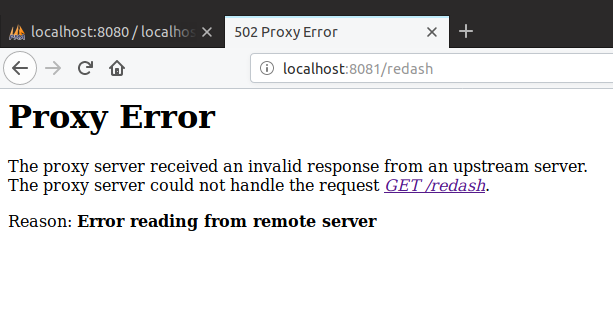 localhost:8080 / localhos
502 Proxy Error
localhost:8081/redash
Proxy Error
The proxy server received an invalid response from an upstream server.
The proxy server could not handle the request GET /redash.
Reason: Error reading from remote server